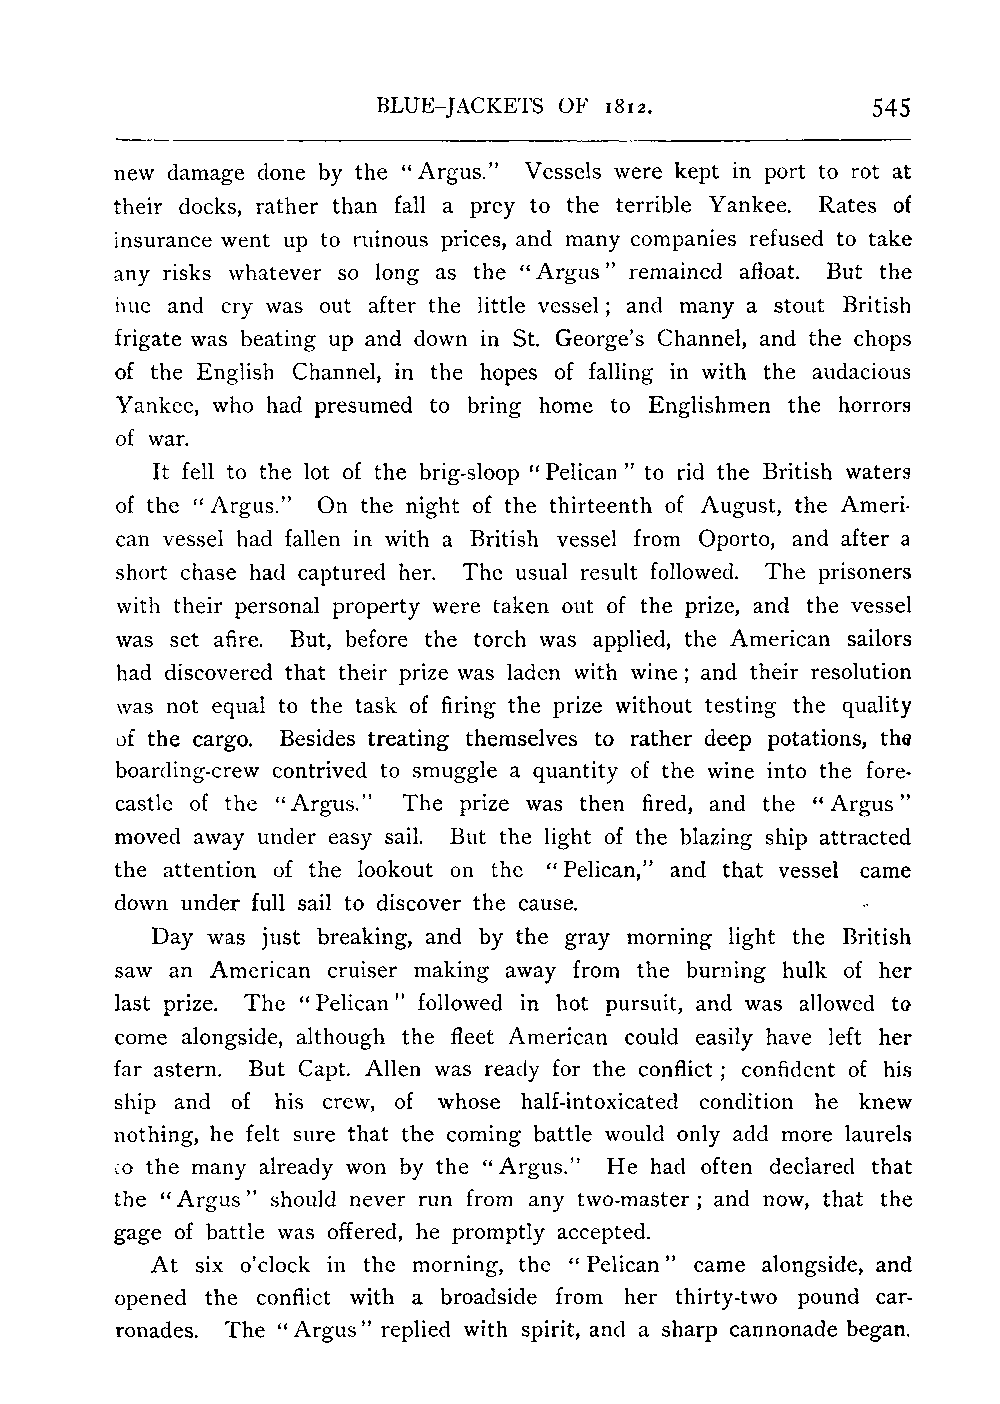 BLUE-JACKETS OF 1812. 545
new damage done by the “Argus.” Vessels were kept in port to rot at
their docks, rather than fall a prey to the terrible Yankee. Rates of
insurance went up to ruinous prices, and many companies refused to take
any risks whatever so long as the “Argus” remained afloat. But the
hue and cry was out after the little vessel; and many a stout British
frigate was beating up and down in St. George’s Channel, and the chops
of the English Channel, in the hopes of falling in with the audacious
Yankee, who had presumed to bring home to Englishmen the horrors
of war.
It fell to the lot of the brig-sloop “Pelican” to rid the British waters
of the “Argus.” On the night of the thirteenth of August, the Ameri-
can vessel had fallen in with a British vessel from Oporto, and after a
short chase had captured her. The usual result followed. The prisoners
with their personal property were taken out of the prize, and the vessel
was set afire. But, before the torch was applied, the American sailors
had discovered that their prize was laden with wine; and their resolution
was not equal to the task of firing the prize without testing the quality
of the cargo. Besides treating themselves to rather deep potations, the
boarding-crew contrived to smuggle a quantity of the wine into the fore-
castle of the “Argus.” The prize was then fired, and the “Argus”
moved away under easy sail. But the light of the blazing ship attracted
the attention of the lookout on the “Pelican,” and that vessel came
down under full sail to discover the cause.
Day was just breaking, and by the gray morning light the British
saw an American cruiser making away from the burning hulk of her
last prize. The “Pelican” followed in hot pursuit, and was allowed to
come alongside, although the fleet American could easily have left her
far astern. But Capt. Allen was ready for the conflict; confident of his
ship and of his crew, of whose half-intoxicated condition he knew
nothing, he felt sure that the coming battle would only add more laurels
to the many already won by the “Argus.” He had often declared that
the “Argus” should never run from any two-master; and now, that the
gage of battle was offered, he promptly accepted.
At six o’clock in the morning, the “Pelican” came alongside, and
opened the conflict with a broadside from her thirty-two pound car-
ronades. The “Argus” replied with spirit, and a sharp cannonade began.